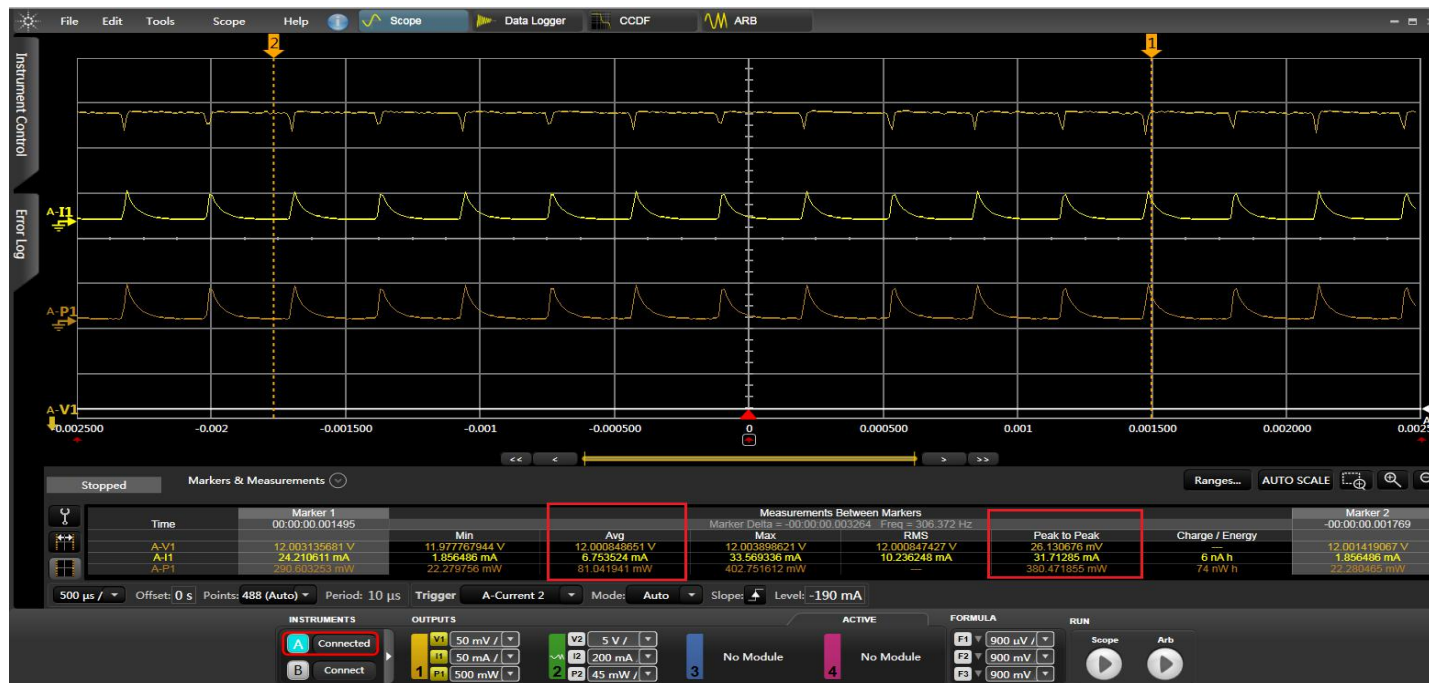 File Edit Tools Scope Help Scope Data Logger CCDF ARB
2 1
Instrument Control
Error Log
A-I1
A-P1
A-V1
-0.002 -0.001500 -0.001 -0.000500 0 0.000500 0.001 0.001500 0.002000
<< < > >>
Stopped Markers & Measurements Ranges... AUTO SCALE
Marker 1 Measurements Between Markers Marker 2
Time 00:00:00.001495 Marker Delta = -00:00:00.003264 Freq = 306.372 Hz -00:00:00.001769
Min Avg Max RMS Peak to Peak Charge / Energy
A-V1 12.003135681 V 11.977767944 V 12.000848651 V 12.003898621 V 12.000847427 V 26.130676 mV --- 12.001419067 V
A-I1 24.210611 mA 1.856486 mA 6.753524 mA 33.569336 mA 10.236248 mA 31.71285 mA 6 nA h 1.856486 mA
A-P1 290.603253 mW 22.279756 mW 81.041941 mW 402.751612 mW --- 380.471855 mW 74 nW h 22.280465 mW
500 µs / Offset: 0 s Points: 488 (Auto) Period: 10 µs Trigger A-Current 2 Mode: Auto Slope: Level: -190 mA
INSTRUMENTS OUTPUTS ACTIVE FORMULA RUN
A Connected V1 50 mV / V2 5 V / F1 900 µV / Scope Arb
I1 50 mA / I2 200 mA No Module No Module F2 900 mV
B Connect 1 P1 500 mW 2 P2 45 mW / 3 4 F3 900 mV